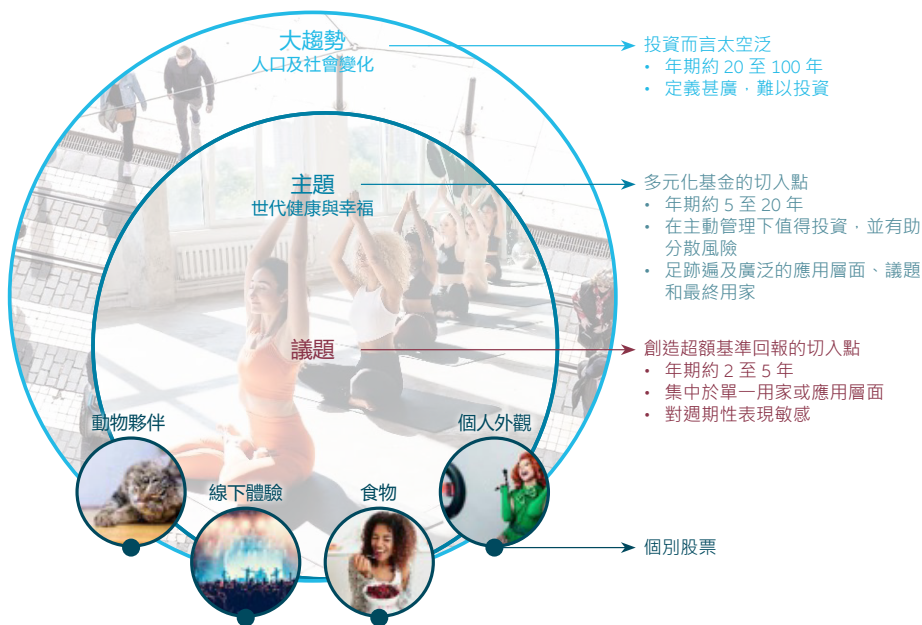 大趨勢
人口及社會變化
投資而言太空泛
• 年期約 20 至 100 年
• 定義甚廣，難以投資
主題
世代健康與幸福
多元化基金的切入點
• 年期約 5 至 20 年
• 在主動管理下值得投資，並有助
分散風險
• 足跡遍及廣泛的應用層面、議題
和最終用家
議題
創造超額基準回報的切入點
• 年期約 2 至 5 年
• 集中於單一用家或應用層面
• 對週期性表現敏感
動物夥伴
線下體驗
食物
個人外觀
個別股票